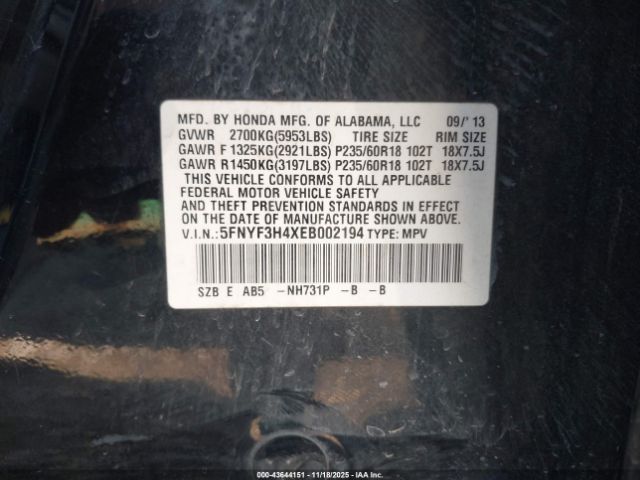 MFD. BY HONDA MFG. OF ALABAMA, LLC 09/'13
GVWR 2700KG(5953LBS) TIRE SIZE RIM SIZE
GAWR F 1325KG(2921LBS) P235/60R18 102T 18X7.5J
GAWR R1450KG(3197LBS) P235/60R18 102T 18X7.5J
THIS VEHICLE CONFORMS TO ALL APPLICABLE
FEDERAL MOTOR VEHICLE SAFETY
AND THEFT PREVENTION STANDARDS IN EFFECT
ON THE DATE OF MANUFACTURE SHOWN ABOVE.
V.I.N.:5FNYF3H4XEB002194 TYPE: MPV
SZB E AB5 -NH731P -B -B
000-43644151 | 11/18/2025 - Copyright © IAA